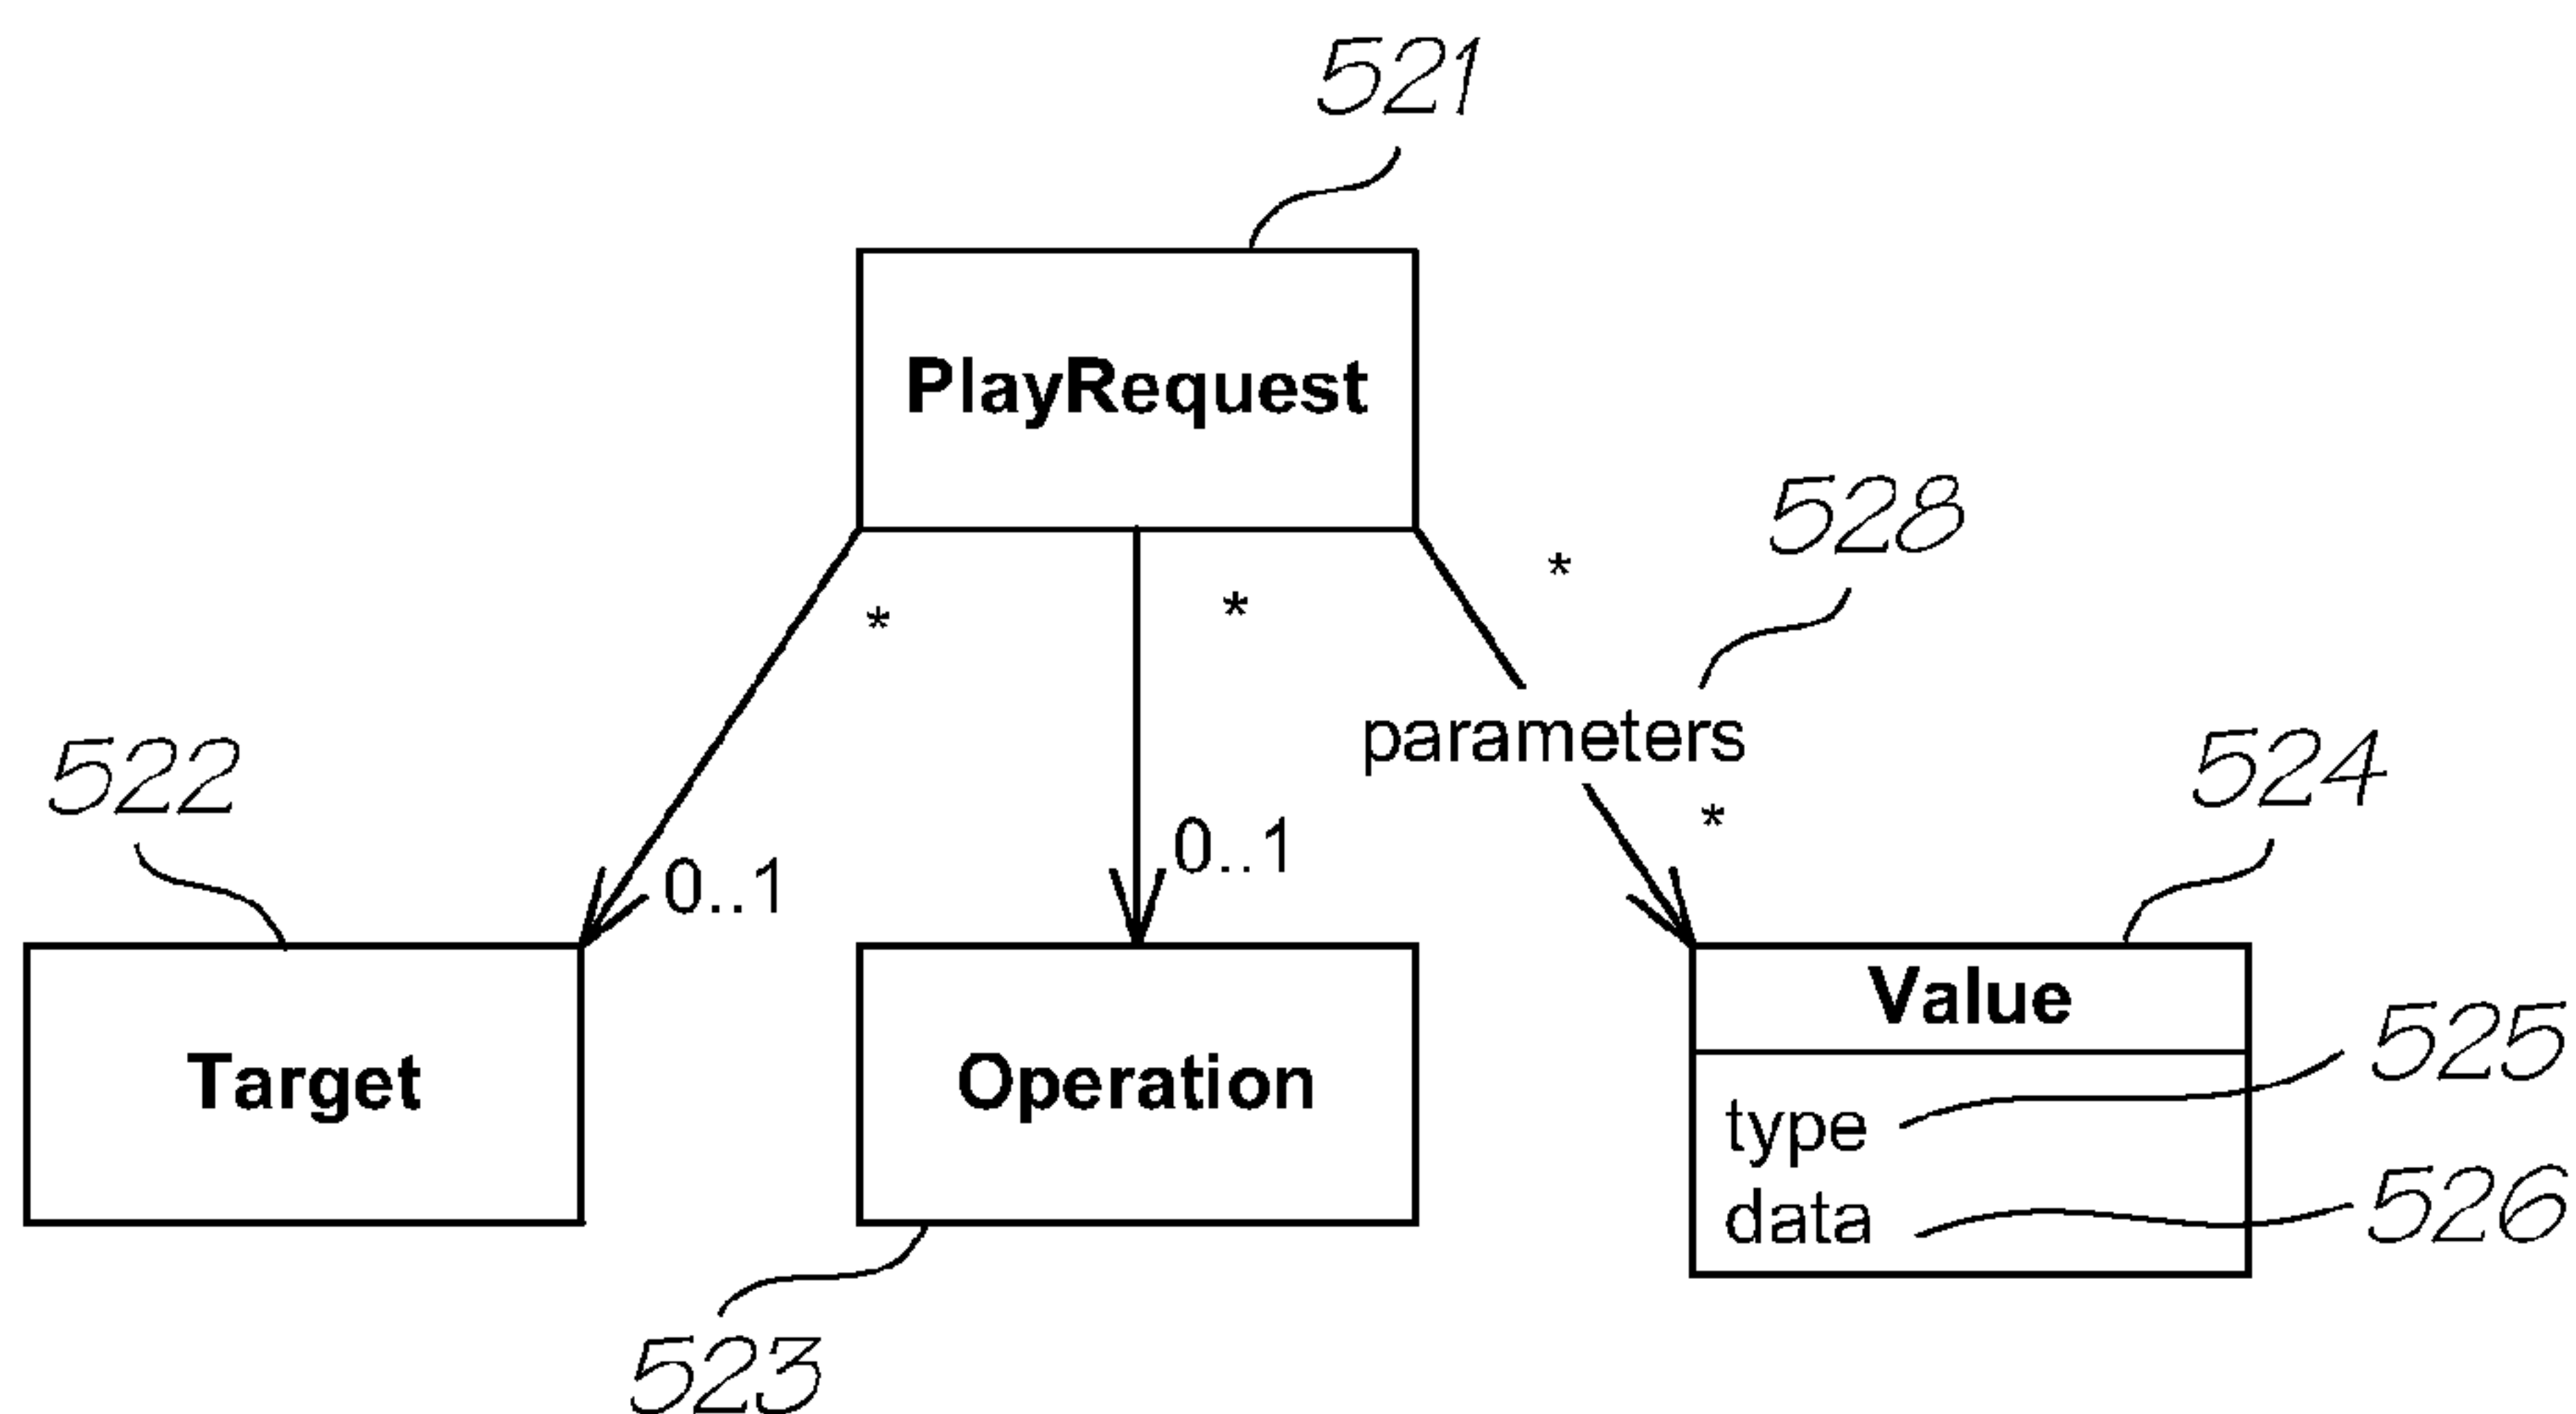 521
PlayRequest
528
*
*
*
parameters
522
524
*
0..1
0..1
Value
Target
Operation
type
525
data
526
523